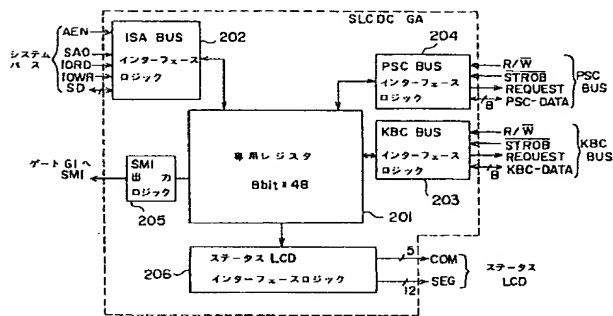 SLCDC GA
AEN
SA0
IORD
IOWR
SD
システム
バス
ISA BUS
インターフェース
ロジック
202
204
PSC BUS
インターフェース
ロジック
R/W̅
S̅T̅R̅O̅B̅
REQUEST
PSC-DATA
8
PSC
BUS
KBC BUS
インターフェース
ロジック
203
R/W̅
S̅T̅R̅O̅B̅
REQUEST
KBC-DATA
8
KBC
BUS
専用レジスタ
8bit*48
201
ゲートG1へ
SMI
SMI
出力
ロジック
205
206
ステータス LCD
インターフェースロジック
5
COM
12
SEG
ステータス
LCD